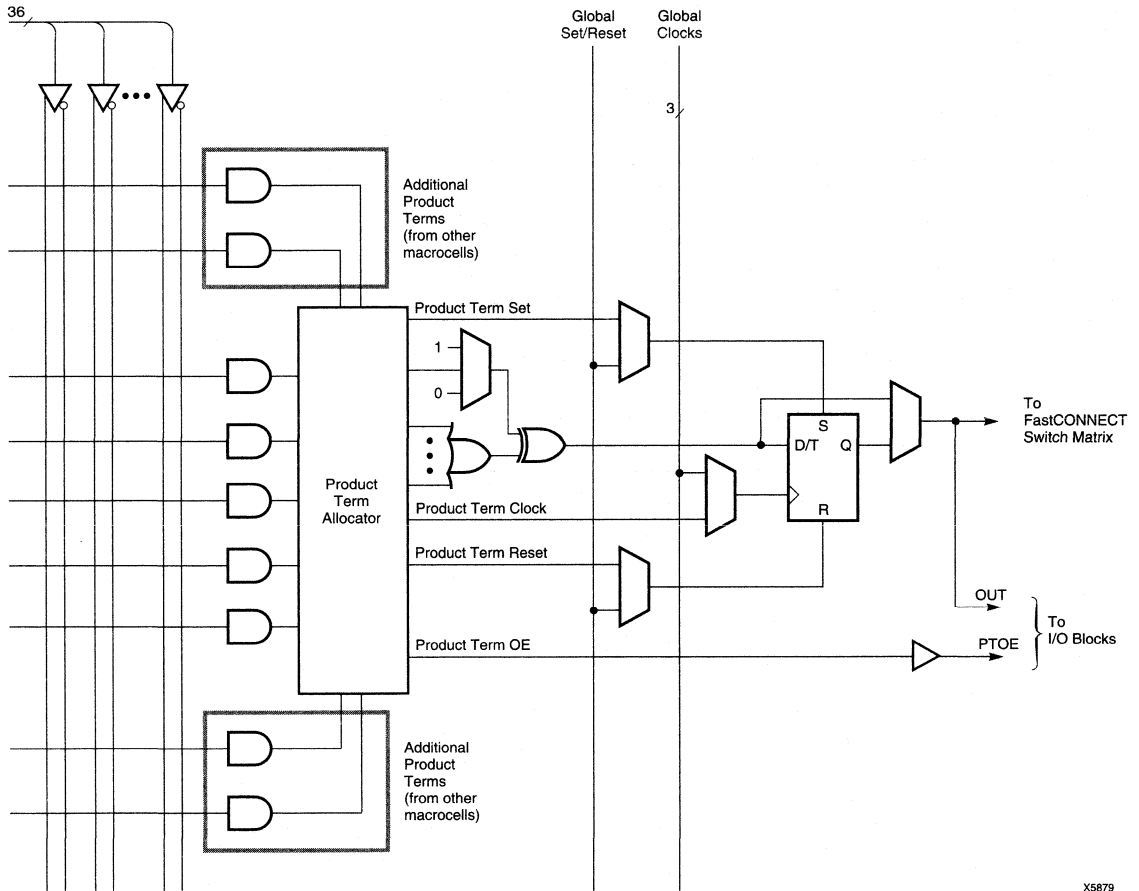 36
Global
Set/Reset
Global
Clocks
3
Additional
Product
Terms
(from other
macrocells)
Product Term Set
1
0
Product
Term
Allocator
S
D/T Q
R
To
FastCONNECT
Switch Matrix
Product Term Clock
Product Term Reset
Product Term OE
OUT
PTOE
To
I/O Blocks
Additional
Product
Terms
(from other
macrocells)
X5879